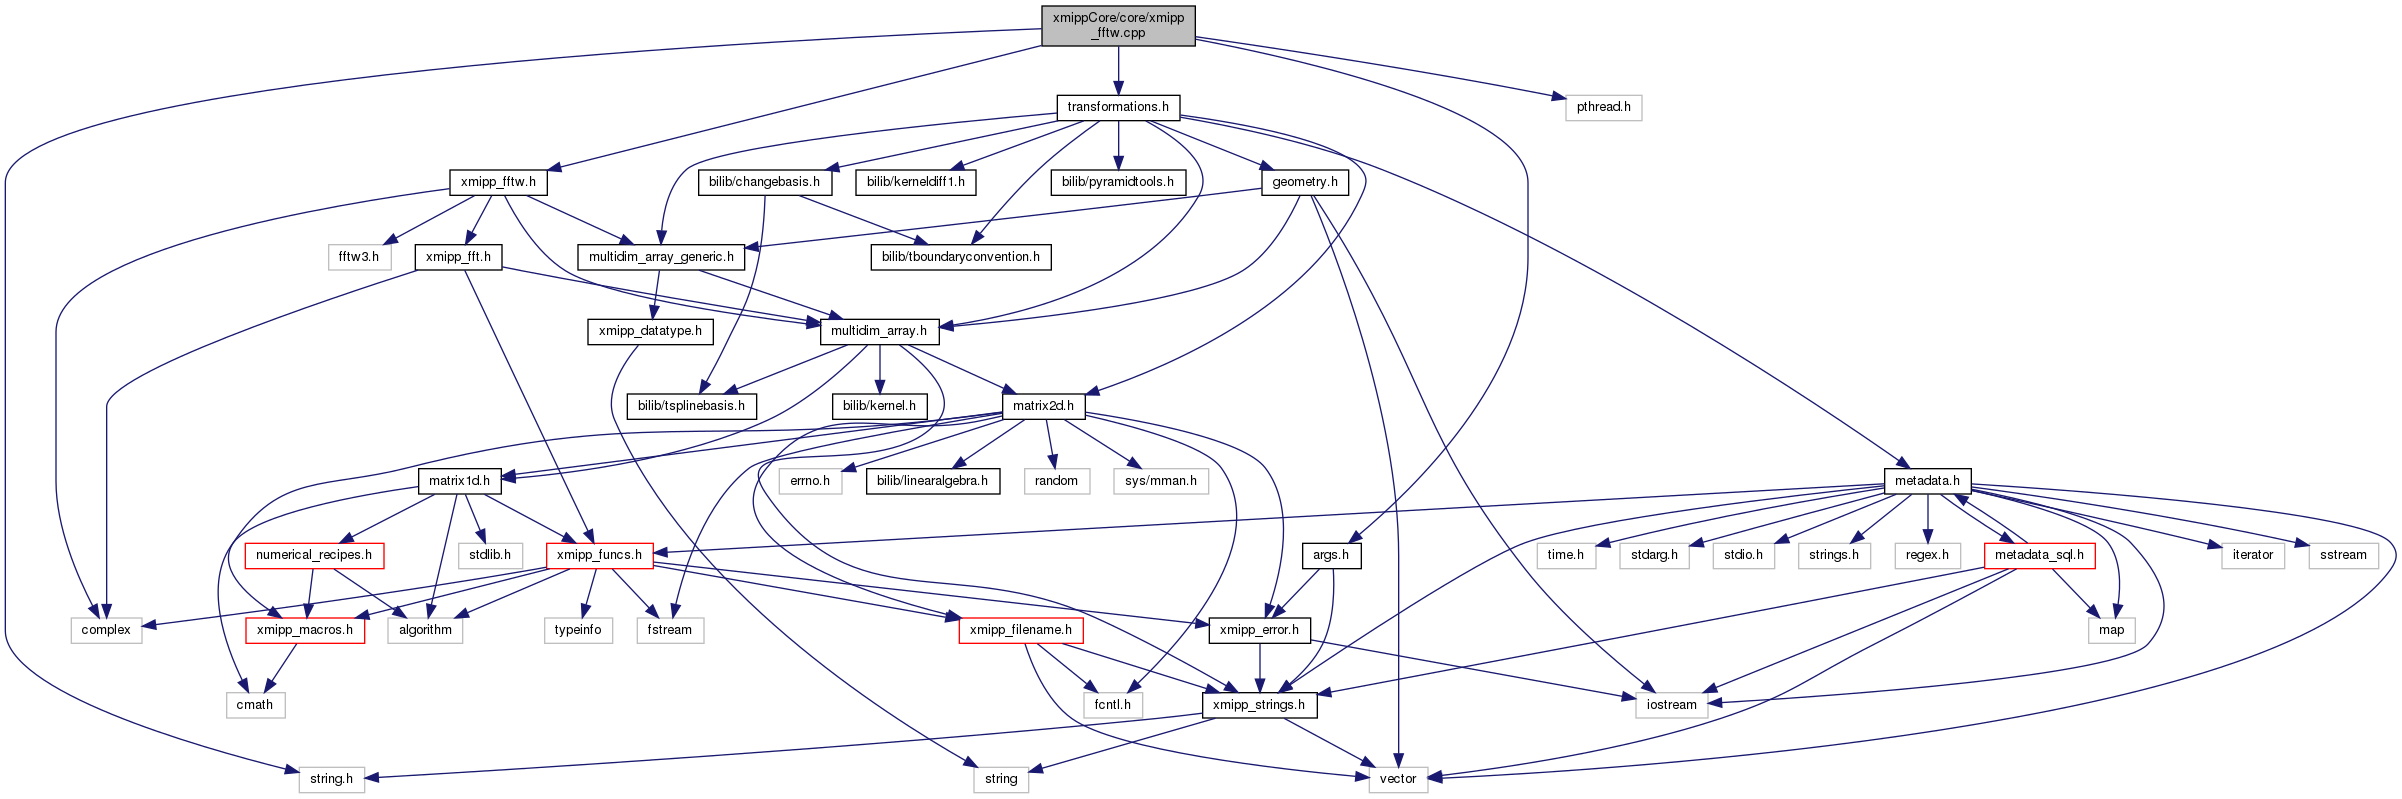 xmippCore/core/xmipp
_fftw.cpp
transformations.h
pthread.h
xmipp_fftw.h
bilib/changebasis.h
bilib/kerneldiff1.h
bilib/pyramidtools.h
geometry.h
fftw3.h
xmipp_fft.h
multidim_array_generic.h
bilib/tboundaryconvention.h
xmipp_datatype.h
multidim_array.h
bilib/tsplinebasis.h
bilib/kernel.h
matrix2d.h
matrix1d.h
errno.h
bilib/linearalgebra.h
random
sys/mman.h
metadata.h
numerical_recipes.h
stdlib.h
xmipp_funcs.h
args.h
time.h
stdarg.h
stdio.h
strings.h
regex.h
metadata_sql.h
iterator
sstream
complex
xmipp_macros.h
algorithm
typeinfo
fstream
xmipp_filename.h
xmipp_error.h
map
cmath
fcntl.h
xmipp_strings.h
iostream
string.h
string
vector